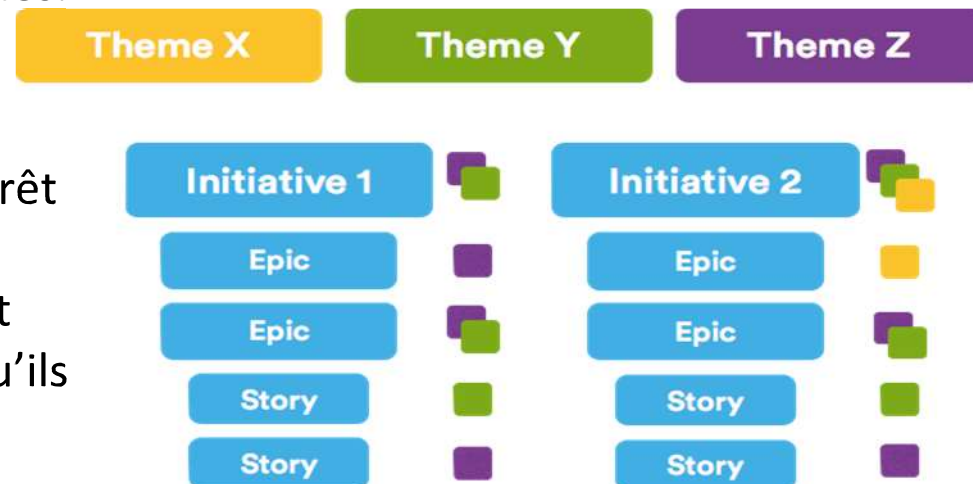 Theme X Theme Y Theme Z
rêt
Initiative 1 Initiative 2
Epic Epic
t
Epic Epic
u'ils
Story Story
Story Story